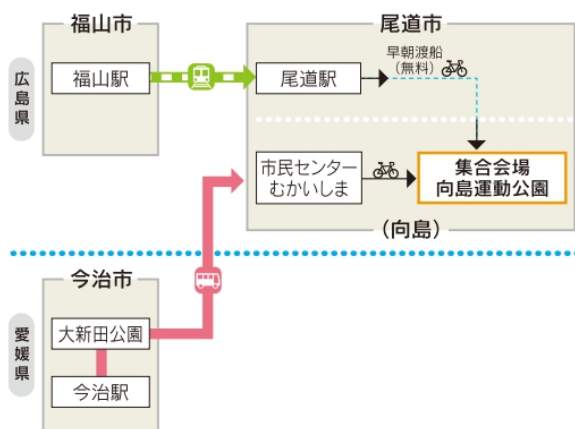 福山市
尾道市
広島県
福山駅
尾道駅
早朝渡船
(無料)
市民センター
むかいしま
集合会場
向島運動公園
(向島)
今治市
愛媛県
大新田公園
今治駅